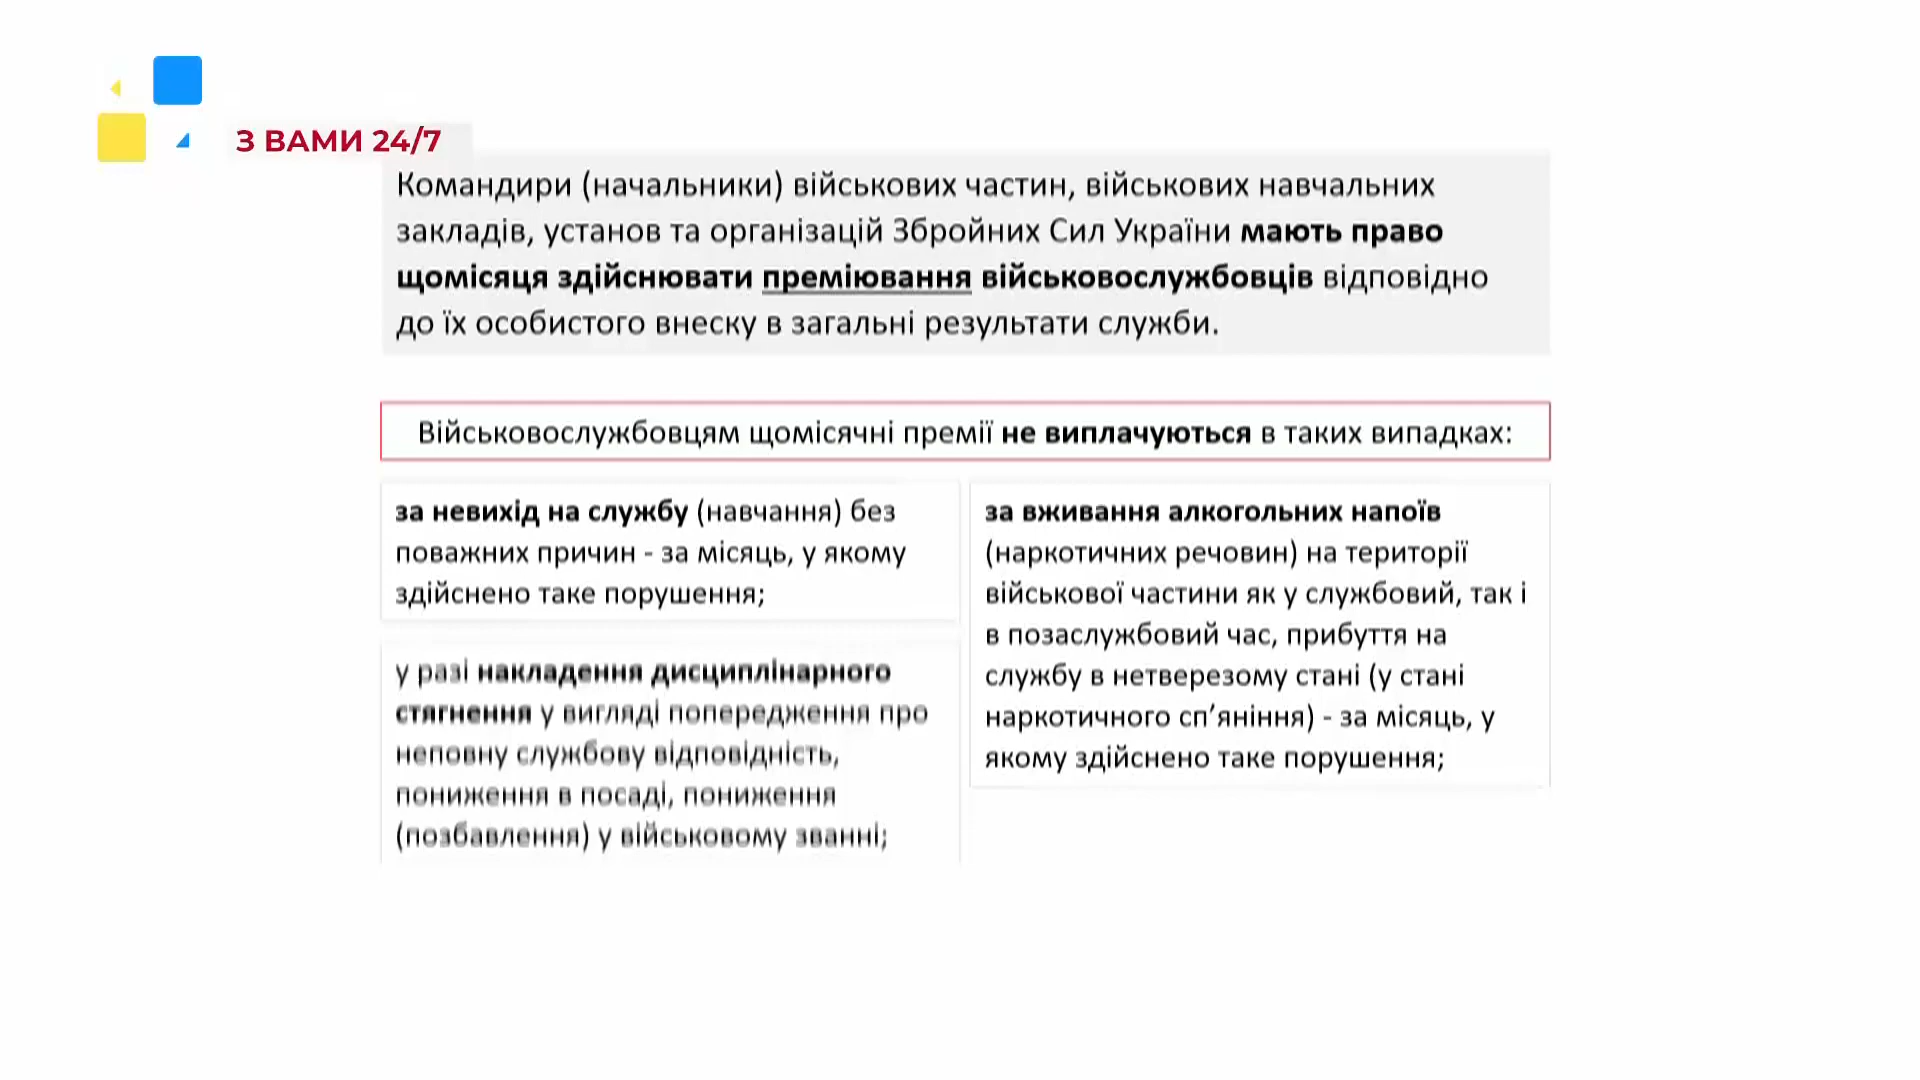 З ВАМИ 24/7
Командири (начальники) військових частин, військових навчальних
закладів, установ та організацій Збройних Сил України мають право
щомісяця здійснювати преміювання військовослужбовців відповідно
до їх особистого внеску в загальні результати служби.
Військовослужбовцям щомісячні премії не виплачуються в таких випадках:
за невихід на службу (навчання) без
поважних причин - за місяць, у якому
здійснено таке порушення;
у разі накладення дисциплінарного
стягнення у вигляді попередження про
неповну службову відповідність,
пониження в посаді, пониження
(позбавлення) у військовому званні;
за вживання алкогольних напоїв
(наркотичних речовин) на території
військової частини як у службовий, так і
в позаслужбовий час, прибуття на
службу в нетверезому стані (у стані
наркотичного сп’яніння) - за місяць, у
якому здійснено таке порушення;